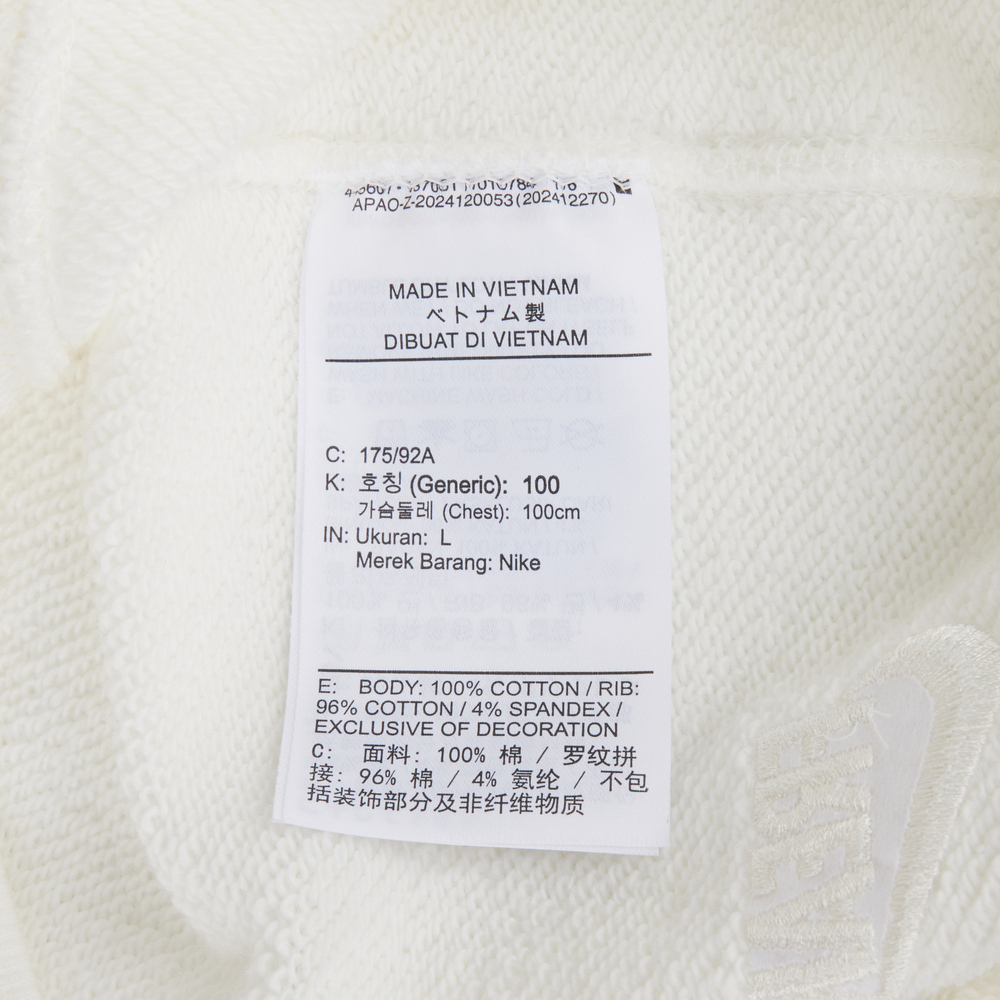 APAO-Z-2024120053(202412270)
MADE IN VIETNAM
ベトナム製
DIBUAT DI VIETNAM
C: 175/92A
K: 호칭 (Generic): 100
가슴둘레 (Chest): 100cm
IN: Ukuran: L
Merek Barang: Nike
E: BODY: 100% COTTON / RIB:
96% COTTON / 4% SPANDEX /
EXCLUSIVE OF DECORATION
C: 面料: 100% 棉 / 罗纹拼
接: 96% 棉 / 4% 氨纶 / 不包
括装饰部分及非纤维物质